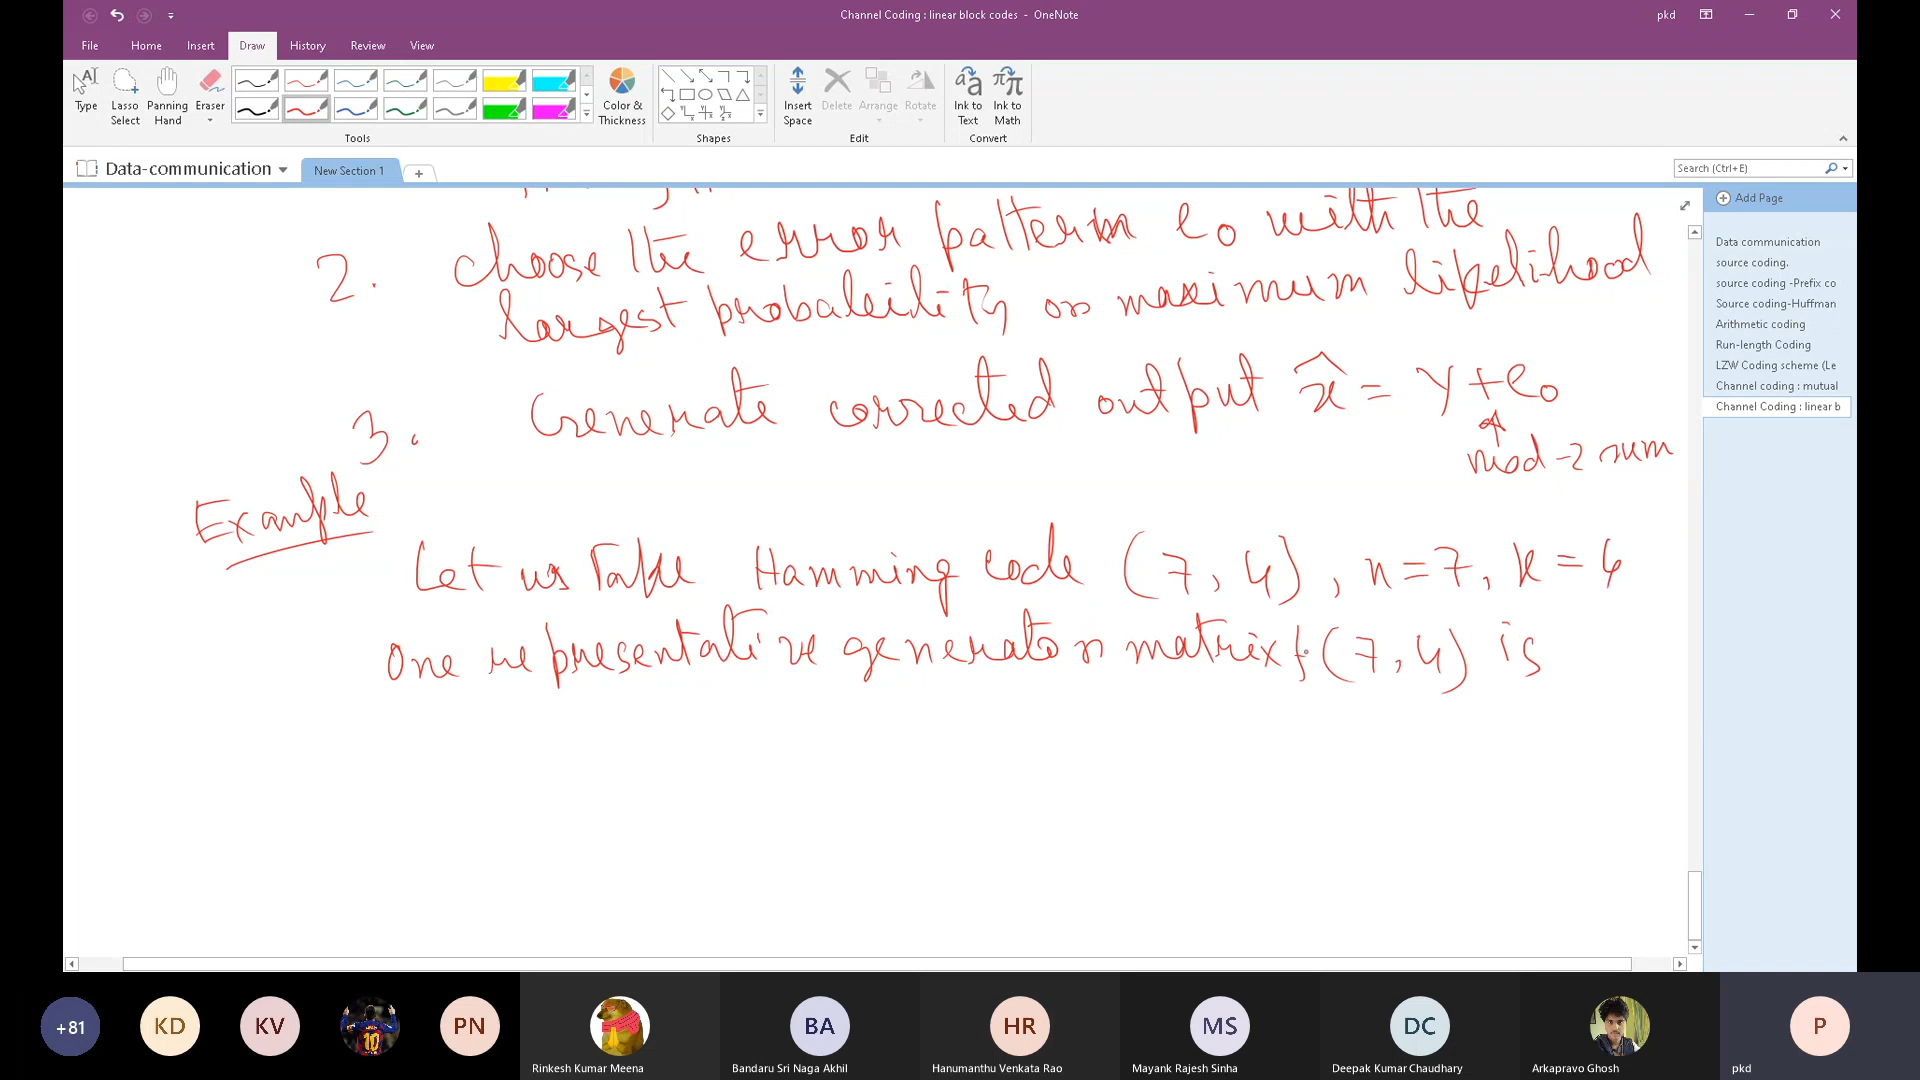 Channel Coding : linear block codes - OneNote
pkd
File Home Insert Draw History Review View
Type
Lasso Select
Panning Hand
Eraser
Color & Thickness
Insert Space
Delete
Arrange
Rotate
Ink to Text
Ink to Math
Tools
Shapes
Edit
Convert
Data-communication
New Section 1
Search (Ctrl+E)
2. choose the error pattern e0 with the
largest probability or maximum likelihood
3. Generate corrected output x̂ = y + e0
mod-2 sum
Example
Let us take Hamming code (7, 4), n=7, k=4
One representative generator matrix f (7, 4) is
Add Page
Data communication
source coding.
source coding -Prefix co
Source coding-Huffman
Arithmetic coding
Run-length Coding
LZW Coding scheme (Le
Channel coding : mutual
Channel Coding : linear b
+81
KD
KV
10
PN
Rinkesh Kumar Meena
BA
Bandaru Sri Naga Akhil
HR
Hanumanthu Venkata Rao
MS
Mayank Rajesh Sinha
DC
Deepak Kumar Chaudhary
Arkapravo Ghosh
P
pkd